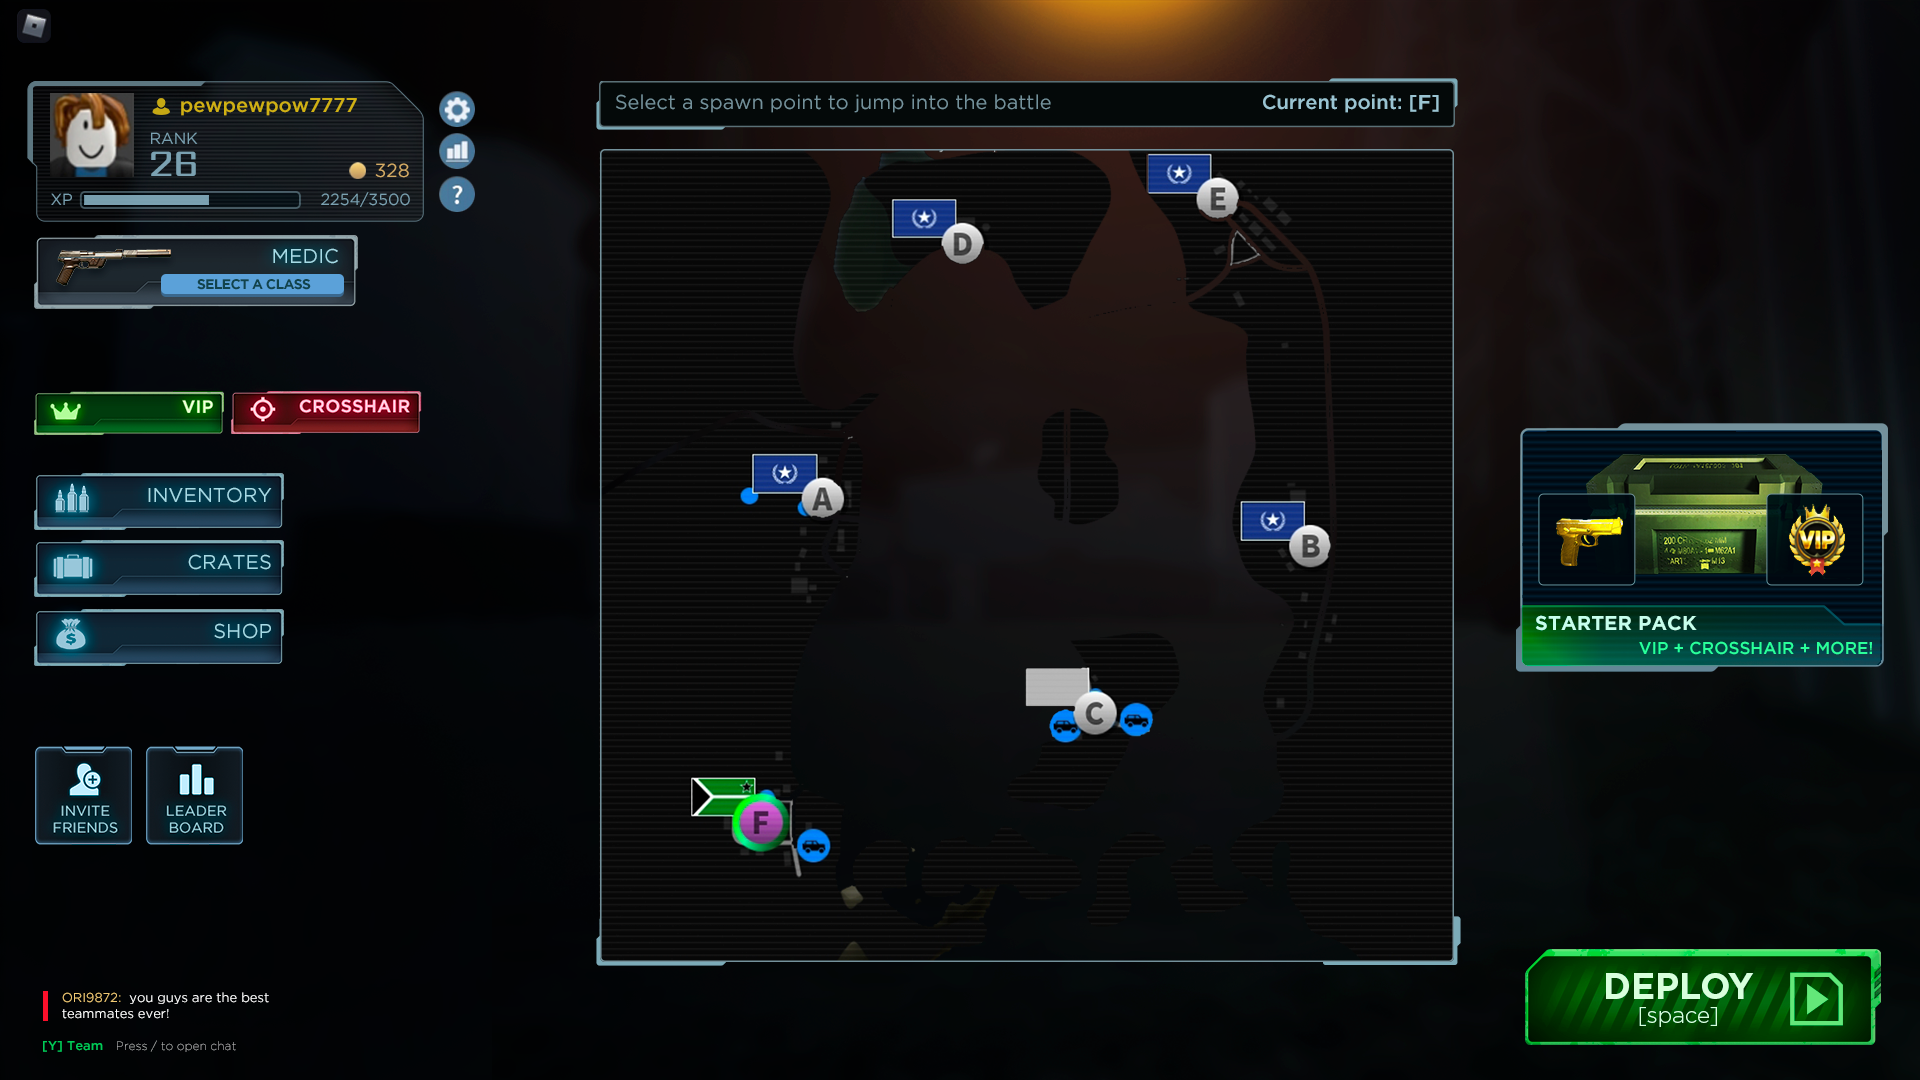 pewpewpow7777
RANK
26
328
XP
2254/3500
?
MEDIC
SELECT A CLASS
VIP
CROSSHAIR
INVENTORY
CRATES
SHOP
INVITE
FRIENDS
LEADER
BOARD
ORI9872: you guys are the best
teammates ever!
[Y] Team Press / to open chat
Select a spawn point to jump into the battle
Current point: [F]
E
D
A
B
C
F
VIP
STARTER PACK
VIP + CROSSHAIR + MORE!
DEPLOY
[space]